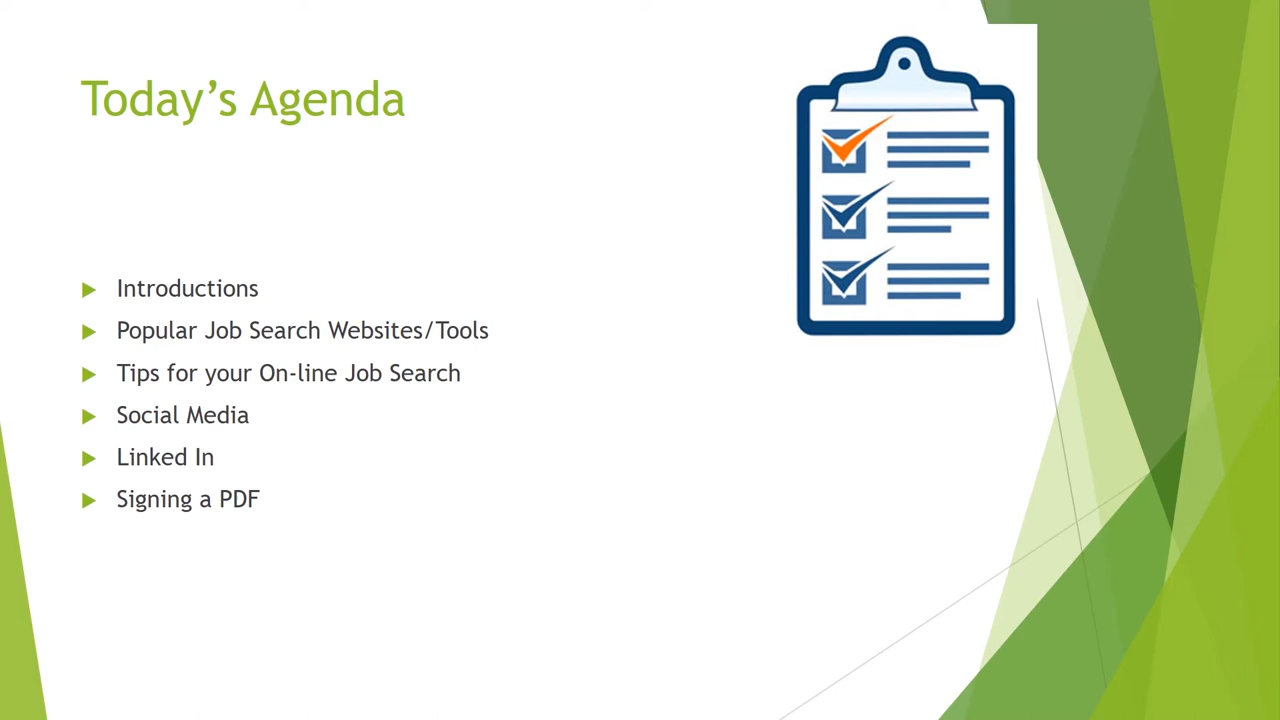 Today’s Agenda
Introductions
Popular Job Search Websites/Tools
Tips for your On-line Job Search
Social Media
Linked In
Signing a PDF